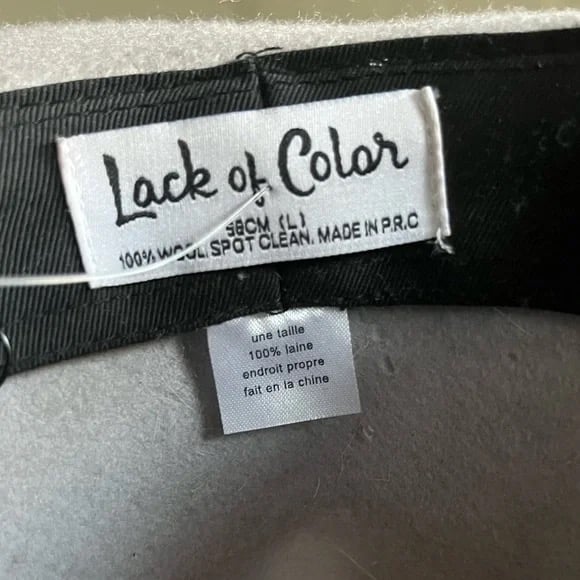 Lack of Color
58CM (L)
100% WOOL. SPOT CLEAN. MADE IN P.R.C
une taille
100% laine
endroit propre
fait en la chine